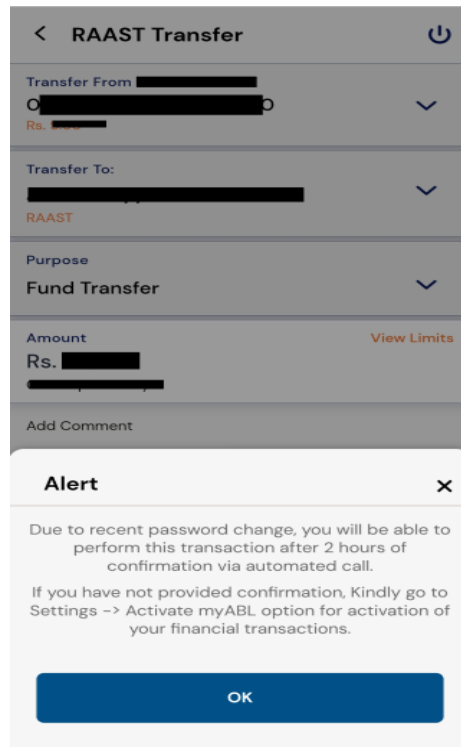 RAAST Transfer
Transfer From
Rs.
Transfer To:
RAAST
Purpose
Fund Transfer
Amount
View Limits
Rs.
Add Comment
Alert
Due to recent password change, you will be able to
perform this transaction after 2 hours of
confirmation via automated call.
If you have not provided confirmation, Kindly go to
Settings -> Activate myABL option for activation of
your financial transactions.
OK